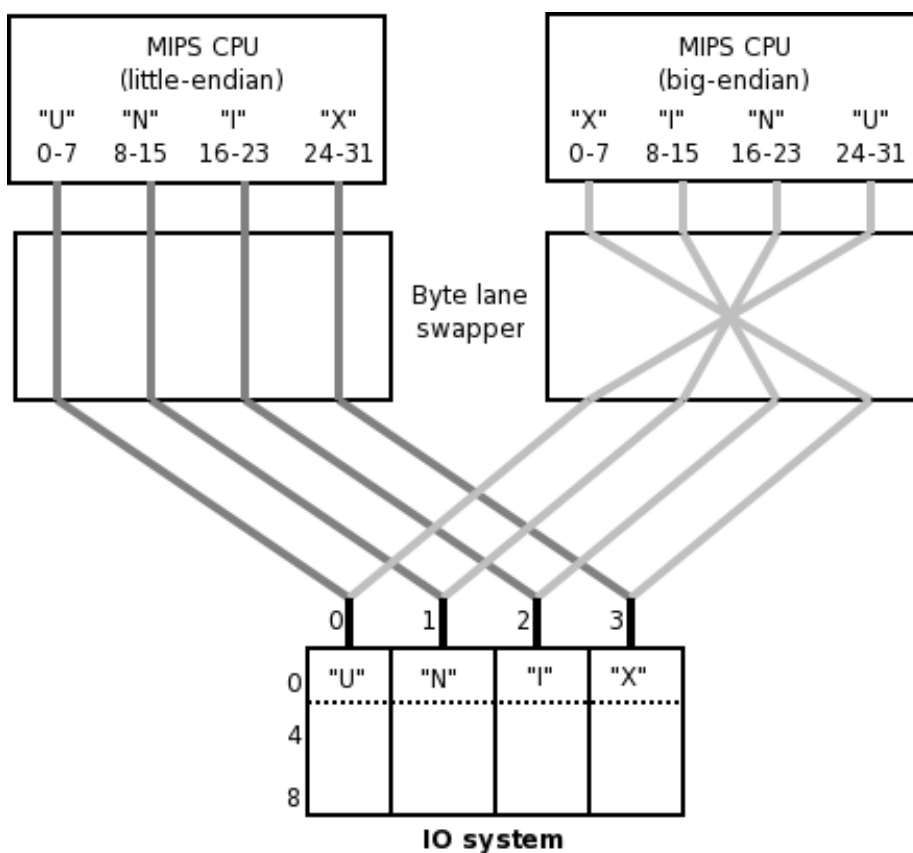 MIPS CPU
(little-endian)
"U" "N" "I" "X"
0-7 8-15 16-23 24-31
MIPS CPU
(big-endian)
"X" "I" "N" "U"
0-7 8-15 16-23 24-31
Byte lane
swapper
0 1 2 3
0 "U" "N" "I" "X"
4
8
IO system